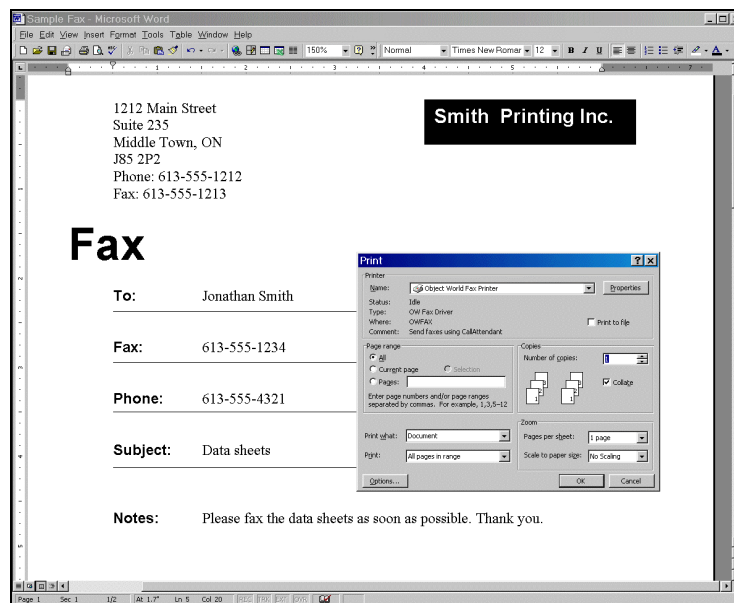 Sample Fax - Microsoft Word
File Edit View Insert Format Tools Table Window Help
150% Normal Times New Romar 12 B I U
1212 Main Street
Suite 235
Middle Town, ON
J85 2P2
Phone: 613-555-1212
Fax: 613-555-1213
Smith Printing Inc.
Fax
To: Jonathan Smith
Fax: 613-555-1234
Phone: 613-555-4321
Subject: Data sheets
Notes: Please fax the data sheets as soon as possible. Thank you.
Print
Printer
Name: Object World Fax Printer Properties
Status: Idle
Type: OW Fax Driver
Where: OWFAX
Comment: Send faxes using CallAttendant
Print to file
Page range
All
Current page Selection
Pages:
Enter page numbers and/or page ranges
separated by commas. For example, 1,3,5-12
Copies
Number of copies: 1
Collate
Print what: Document
Print: All pages in range
Zoom
Pages per sheet: 1 page
Scale to paper size: No Scaling
Options... OK Cancel
Page 1 Sec 1 1/2 At 1.7" Ln 5 Col 20 REC TRK EXT OVR